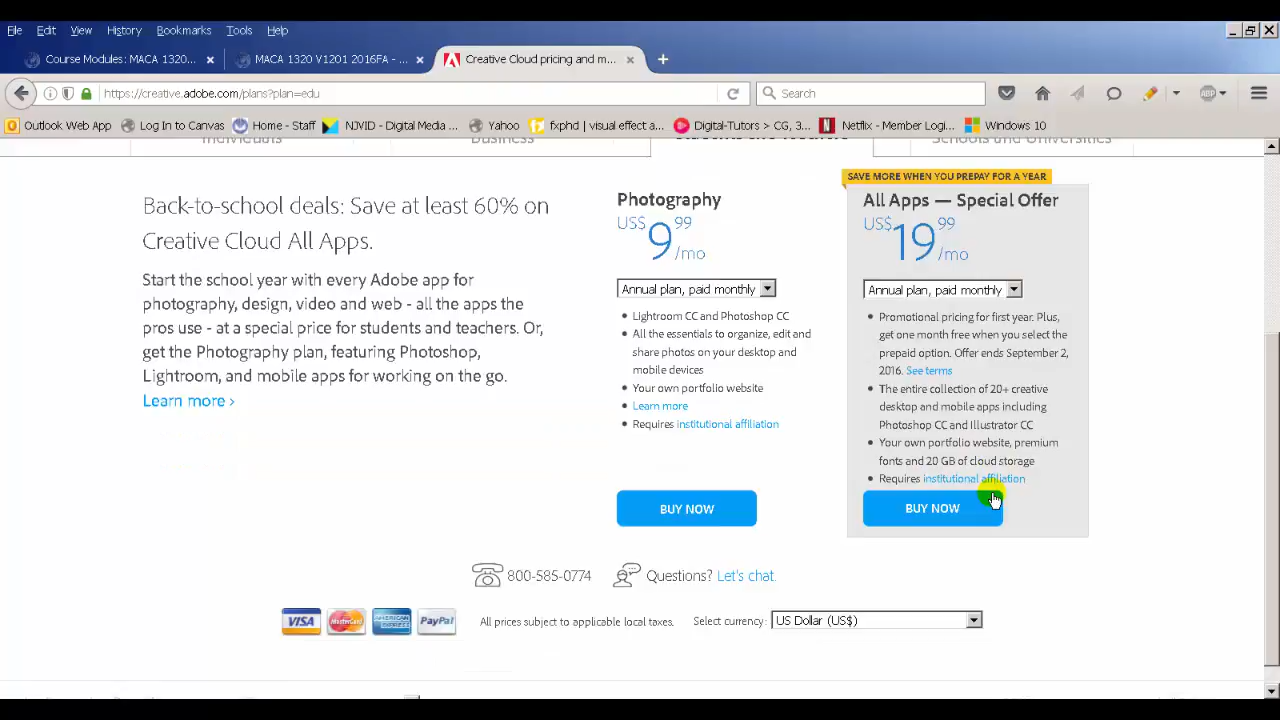 File Edit View History Bookmarks Tools Help
Course Modules: MACA 1320... MACA 1320 V1201 2016FA - ... Creative Cloud pricing and m...
https://creative.adobe.com/plans?plan=edu Search
Outlook Web App Log In to Canvas Home - Staff NJVID - Digital Media ... Yahoo fxphd | visual effect a... Digital-Tutors > CG, 3... Netflix - Member Logi... Windows 10
Individuals Business Students and Teachers Schools and Universities
SAVE MORE WHEN YOU PREPAY FOR A YEAR
Back-to-school deals: Save at least 60% on
Creative Cloud All Apps.
Start the school year with every Adobe app for
photography, design, video and web - all the apps the
pros use - at a special price for students and teachers. Or,
get the Photography plan, featuring Photoshop,
Lightroom, and mobile apps for working on the go.
Learn more ›
Photography
US$ 9 99 /mo
Annual plan, paid monthly
• Lightroom CC and Photoshop CC
• All the essentials to organize, edit and
share photos on your desktop and
mobile devices
• Your own portfolio website
• Learn more
• Requires institutional affiliation
BUY NOW
All Apps — Special Offer
US$ 19 99 /mo
Annual plan, paid monthly
• Promotional pricing for first year. Plus,
get one month free when you select the
prepaid option. Offer ends September 2,
2016. See terms
• The entire collection of 20+ creative
desktop and mobile apps including
Photoshop CC and Illustrator CC
• Your own portfolio website, premium
fonts and 20 GB of cloud storage
• Requires institutional affiliation
BUY NOW
800-585-0774 Questions? Let's chat.
VISA MasterCard AMERICAN EXPRESS PayPal All prices subject to applicable local taxes. Select currency: US Dollar (US$)